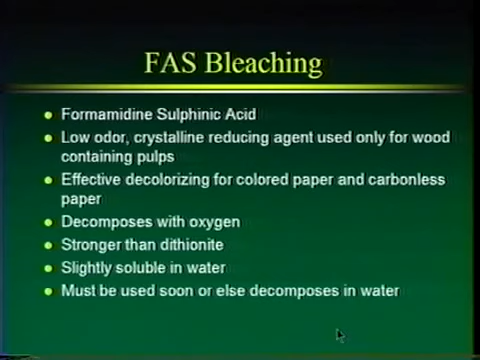 FAS Bleaching
Formamidine Sulphinic Acid
Low odor, crystalline reducing agent used only for wood
containing pulps
Effective decolorizing for colored paper and carbonless
paper
Decomposes with oxygen
Stronger than dithionite
Slightly soluble in water
Must be used soon or else decomposes in water